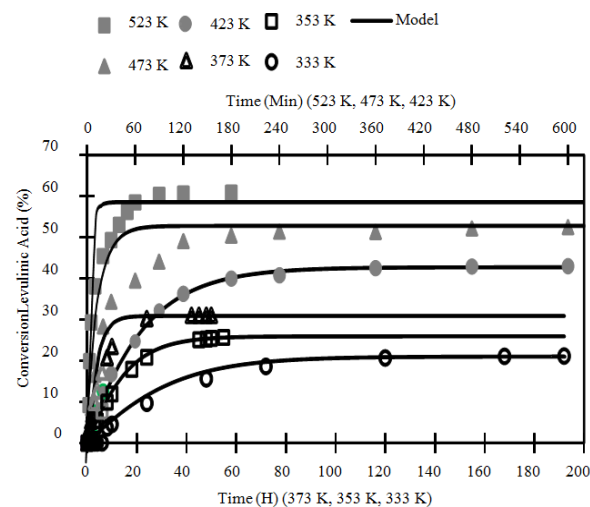 523 K 423 K 353 K Model
473 K 373 K 333 K
Time (Min) (523 K, 473 K, 423 K)
0 60 120 180 240 300 360 420 480 540 600
70
60
50
40
30
20
10
0
ConversionLevulinic Acid (%)
0 20 40 60 80 100 120 140 160 180 200
Time (H) (373 K, 353 K, 333 K)